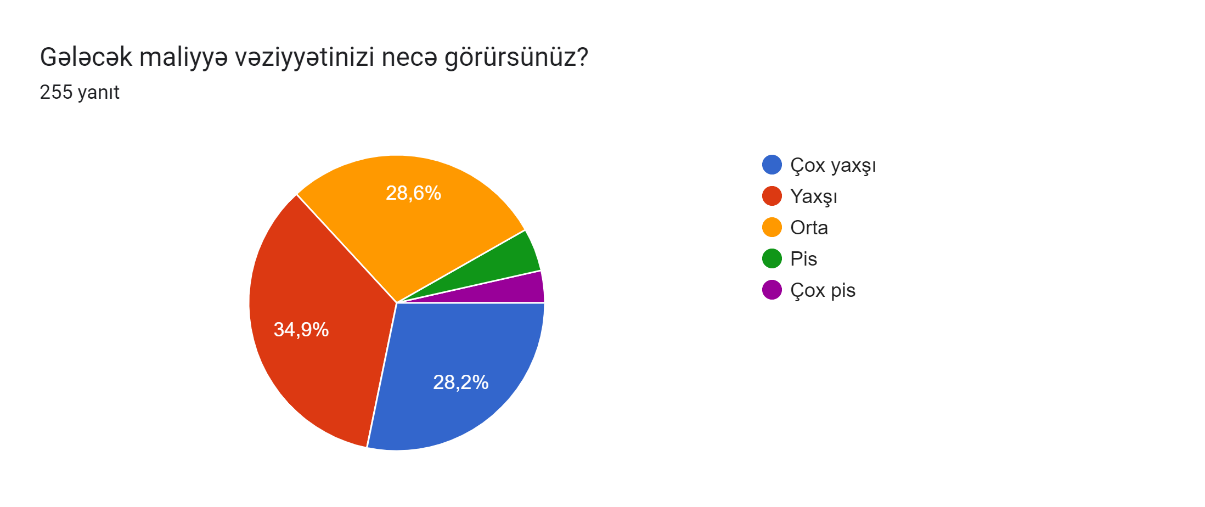 Gələcək maliyyə vəziyyətinizi necə görürsünüz?
255 yanıt
28,6%
34,9%
28,2%
Çox yaxşı
Yaxşı
Orta
Pis
Çox pis